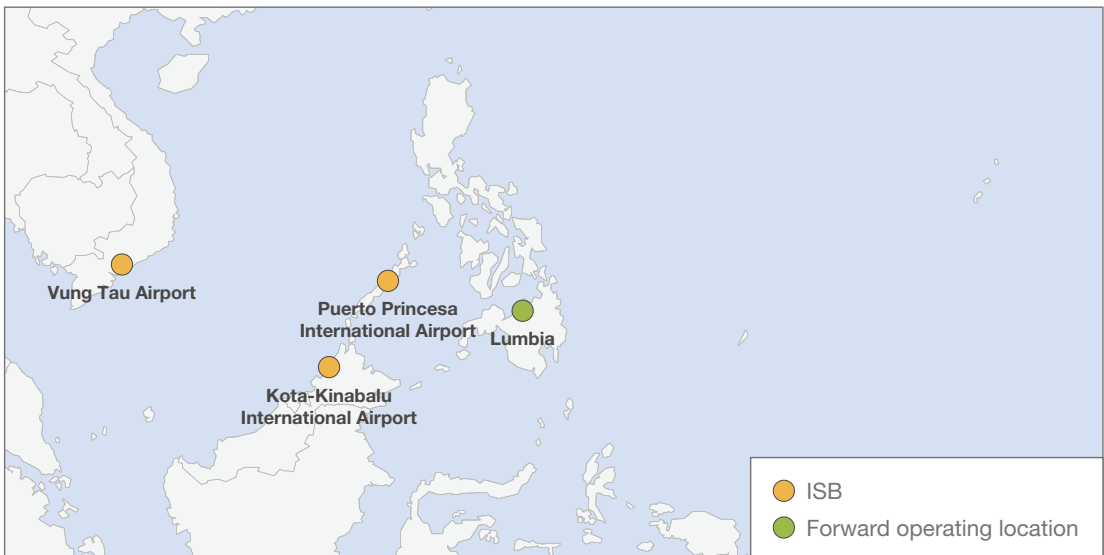 Vung Tau Airport
Puerto Princesa
International Airport
Lumbia
Kota-Kinabalu
International Airport
ISB
Forward operating location